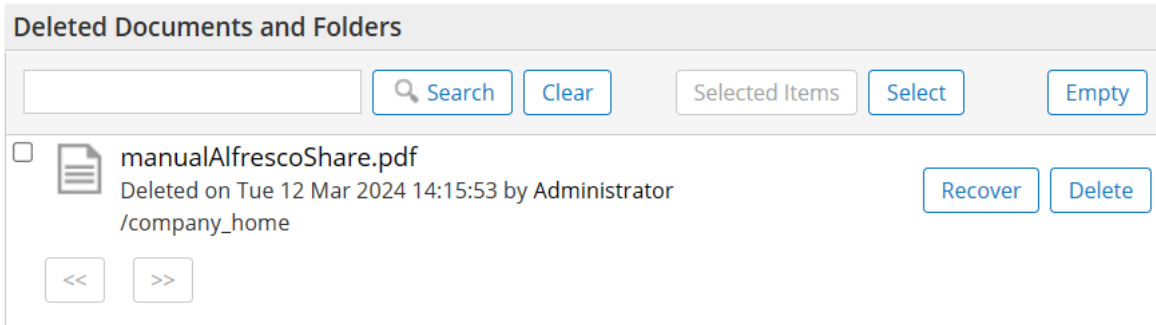 Deleted Documents and Folders
Search Clear Selected Items Select Empty
manualAlfrescoShare.pdf
Deleted on Tue 12 Mar 2024 14:15:53 by Administrator
Recover Delete
/company_home
<< >>